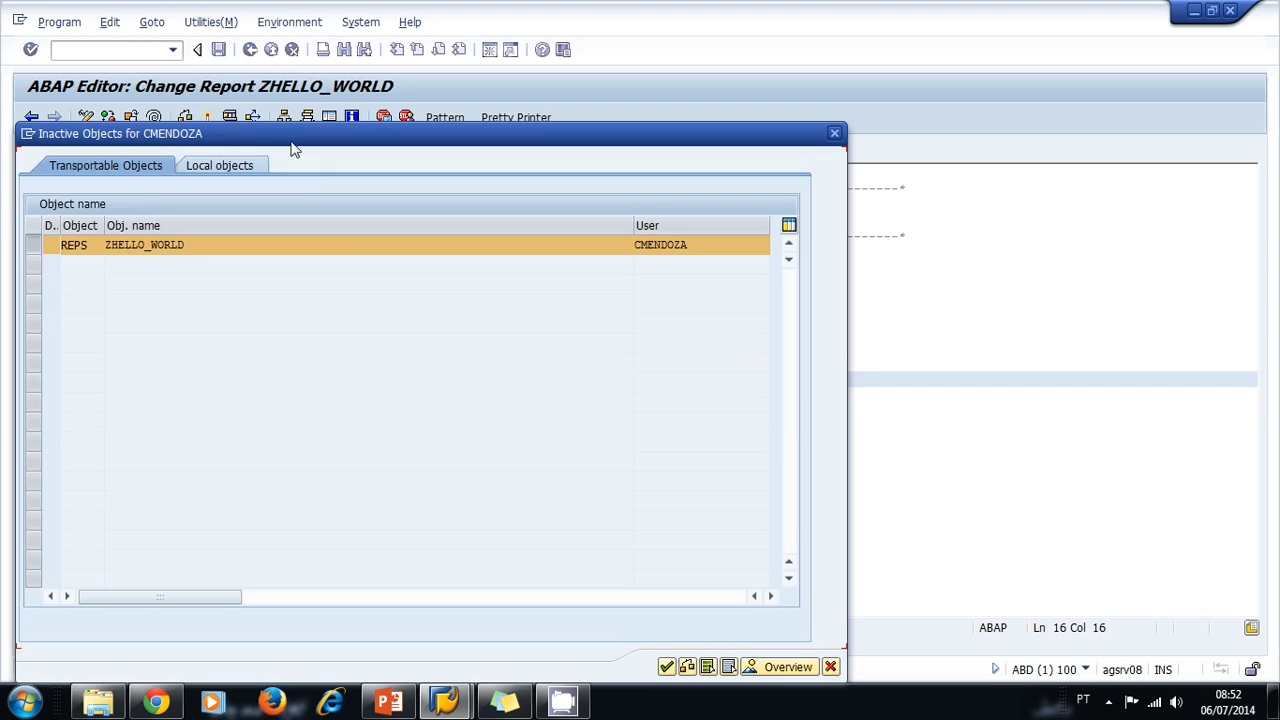 Program Edit Goto Utilities(M) Environment System Help
ABAP Editor: Change Report ZHELLO_WORLD
Pattern Pretty Printer
Inactive Objects for CMENDOZA
Transportable Objects Local objects
-------*
Object name
D.. Object Obj. name User
-------*
REPS ZHELLO_WORLD CMENDOZA
ABAP Ln 16 Col 16
Overview
ABD (1) 100 agsrv08 INS
PT 08:52
06/07/2014